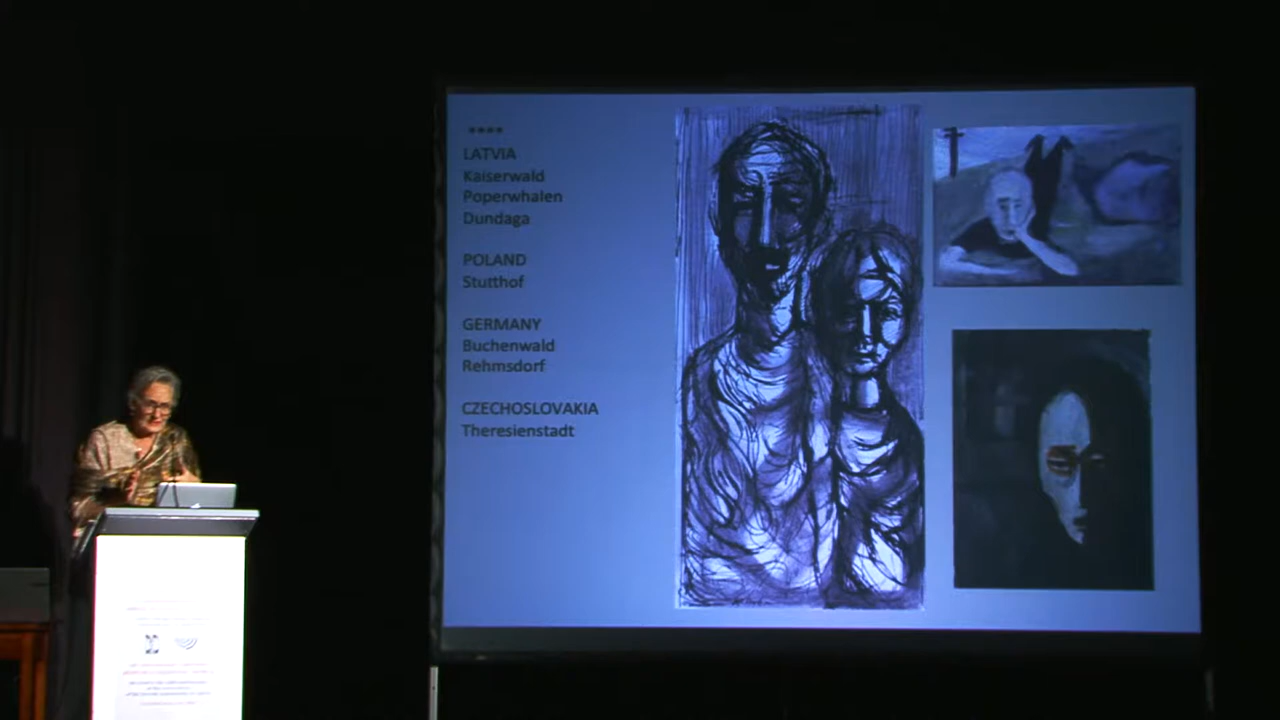 ****
LATVIA
Kaiserwald
Poperwhalen
Dundaga
POLAND
Stutthof
GERMANY
Buchenwald
Rehmsdorf
CZECHOSLOVAKIA
Theresienstadt